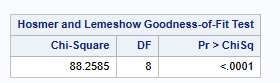 Hosmer and Lemeshow Goodness-of-Fit Test
Chi-Square DF Pr > ChiSq
88.2585 8 <.0001